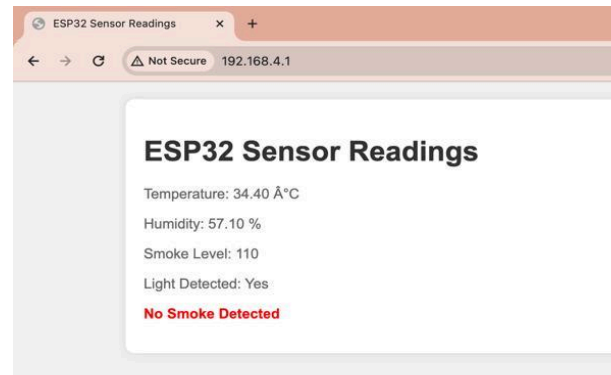 ESP32 Sensor Readings
Not Secure 192.168.4.1
ESP32 Sensor Readings
Temperature: 34.40 Â°C
Humidity: 57.10 %
Smoke Level: 110
Light Detected: Yes
No Smoke Detected